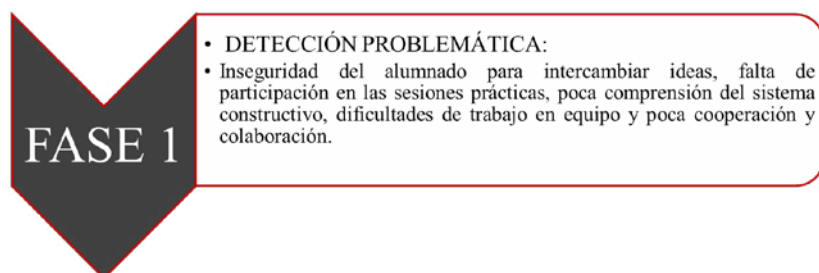 FASE 1
• DETECCIÓN PROBLEMÁTICA:
• Inseguridad del alumnado para intercambiar ideas, falta de
participación en las sesiones prácticas, poca comprensión del sistema
constructivo, dificultades de trabajo en equipo y poca cooperación y
colaboración.